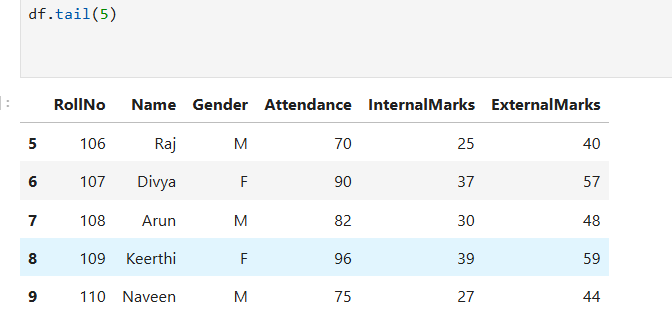 df.tail(5)
]:
RollNo Name Gender Attendance InternalMarks ExternalMarks
5 106 Raj M 70 25 40
6 107 Divya F 90 37 57
7 108 Arun M 82 30 48
8 109 Keerthi F 96 39 59
9 110 Naveen M 75 27 44